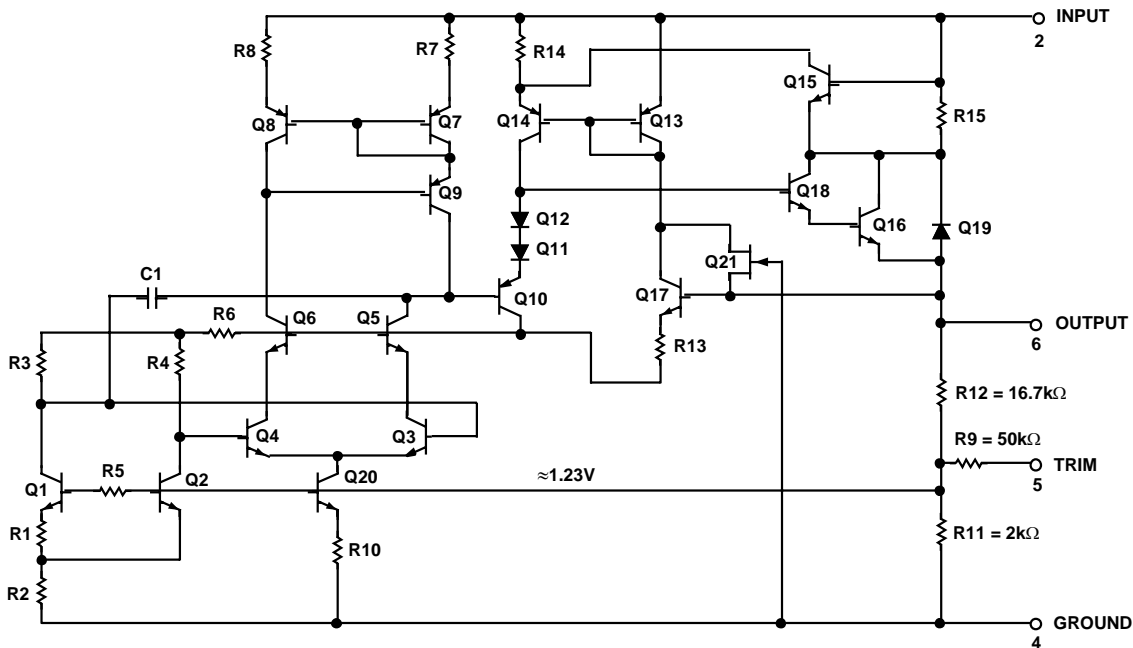 INPUT
2
R8
R7
R14
Q15
Q8
Q7
Q14
Q13
R15
Q9
Q18
Q12
Q16
Q19
Q11
Q21
C1
Q10
Q17
R6
Q6
Q5
OUTPUT
6
R3
R4
R13
R12 = 16.7kΩ
Q4
Q3
R9 = 50kΩ
Q1
R5
Q2
Q20
≈1.23V
TRIM
5
R1
R10
R11 = 2kΩ
R2
GROUND
4